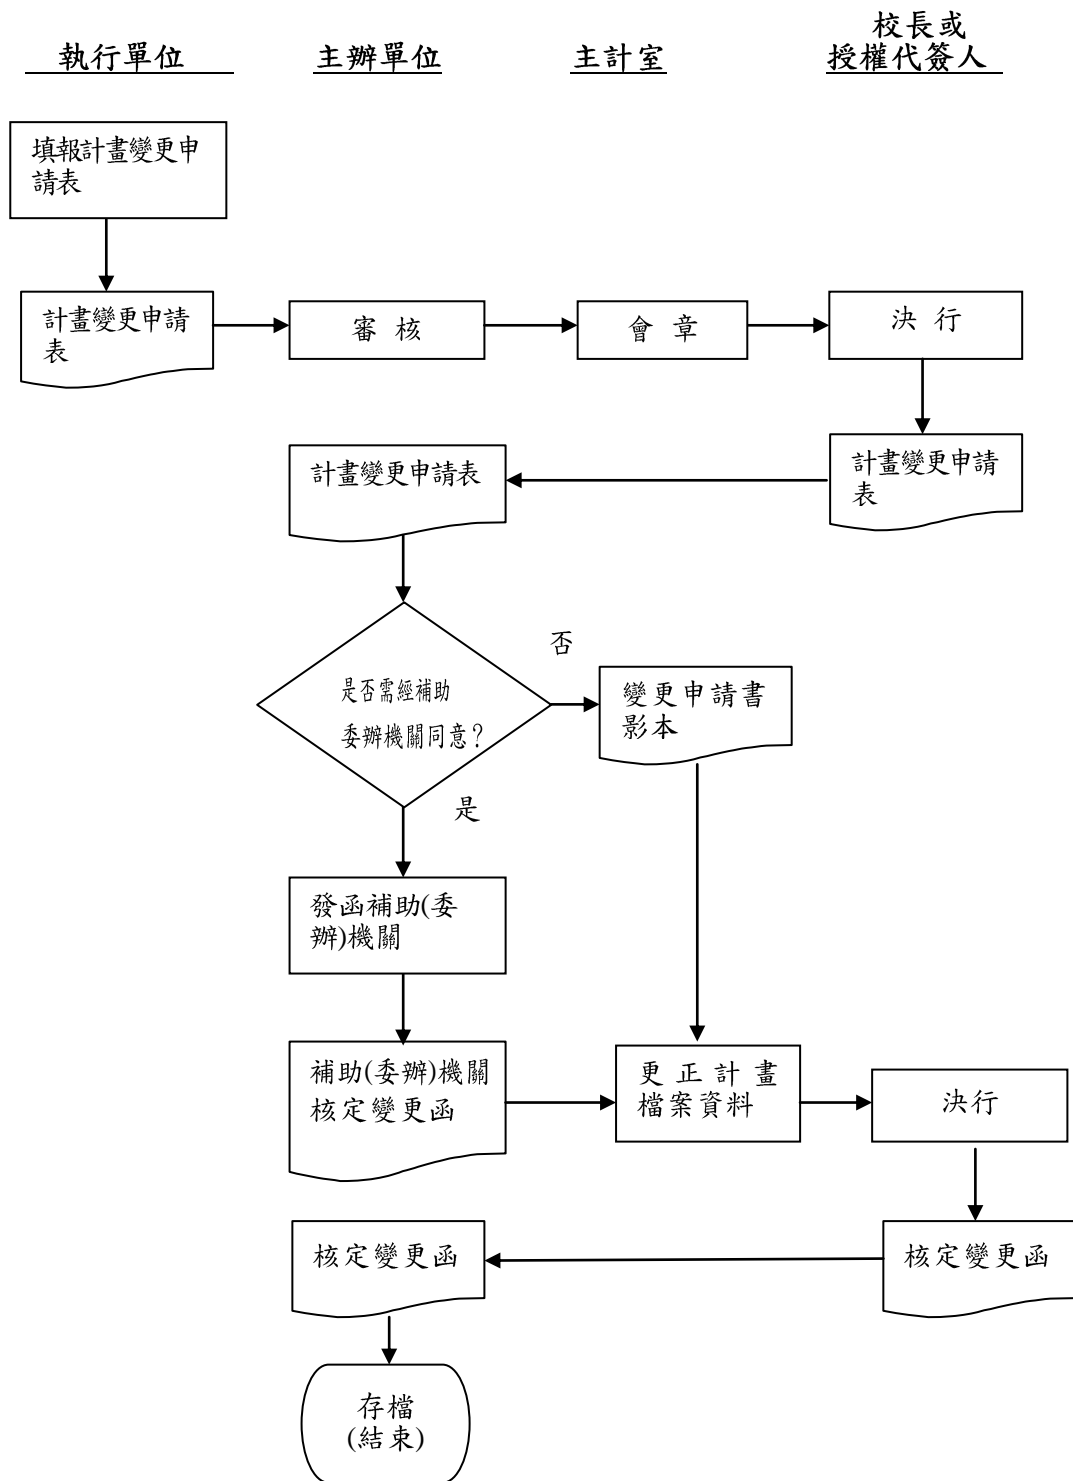 執行單位
主辦單位
主計室
校長或
授權代簽人
填報計畫變更申
請表
計畫變更申請
表
審 核
會 章
決 行
計畫變更申請表
計畫變更申請
表
是否需經補助
委辦機關同意?
否
變更申請書
影本
是
發函補助(委
辦)機關
補助(委辦)機關
核定變更函
更正計畫
檔案資料
決行
核定變更函
核定變更函
存檔
(結束)